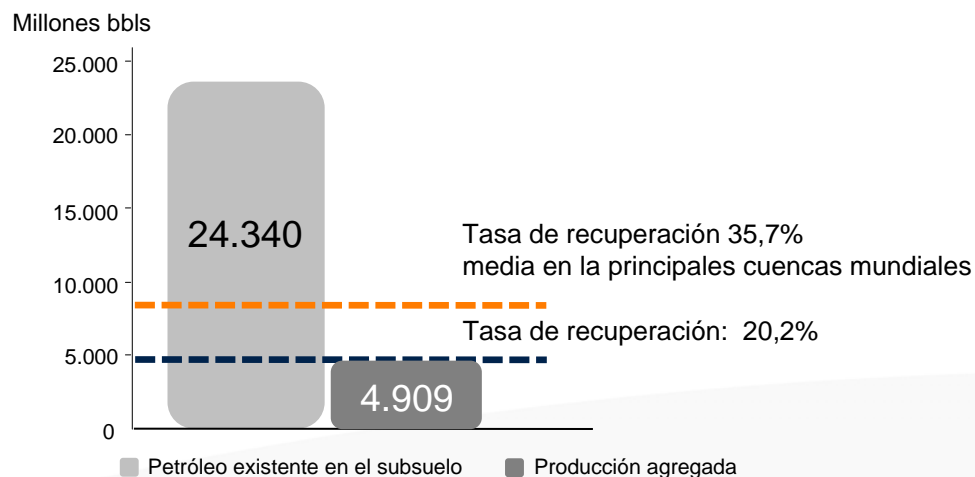 Millones bbls
25.000
20.000
15.000
10.000
5.000
0
24.340
4.909
Tasa de recuperación 35,7%
media en la principales cuencas mundiales
Tasa de recuperación: 20,2%
Petróleo existente en el subsuelo
Producción agregada